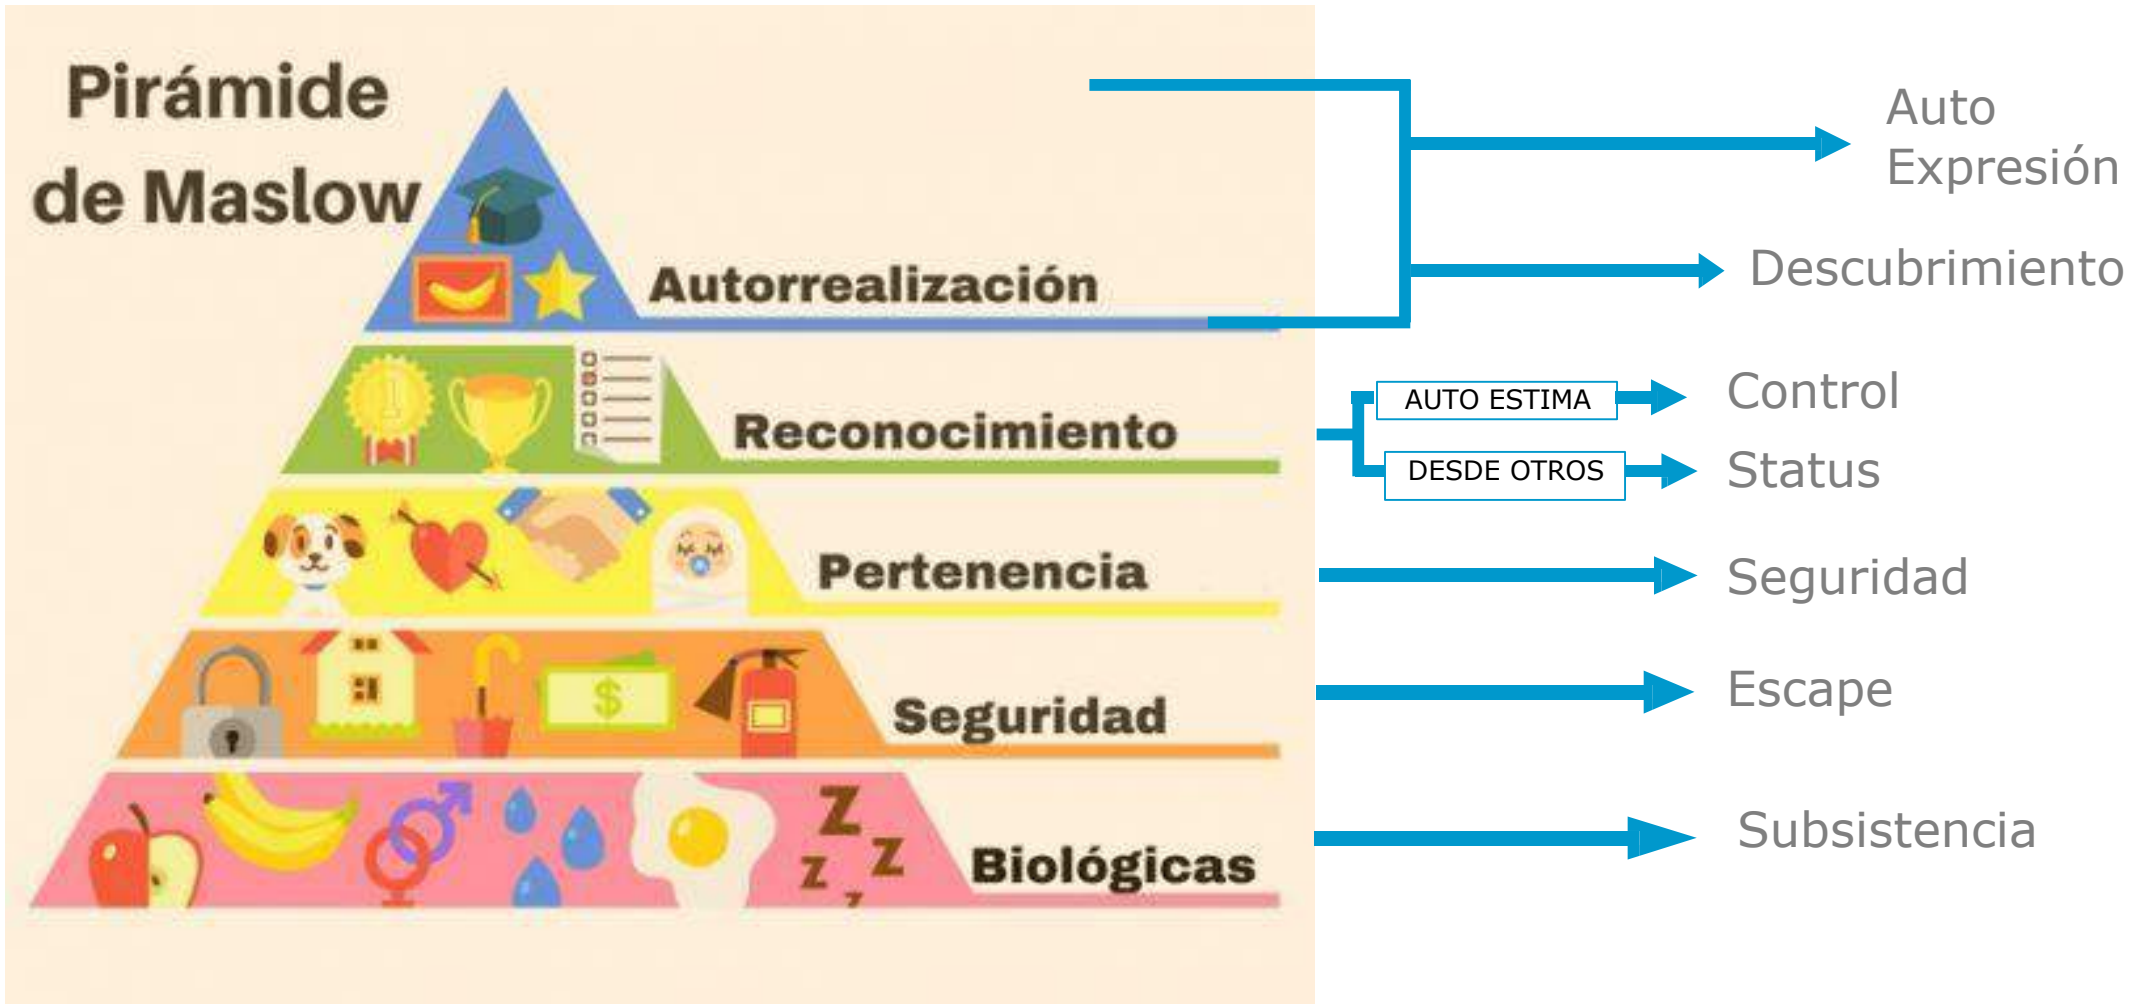 Pirámide
de Maslow
Autorrealización
Reconocimiento
Pertenencia
Seguridad
Biológicas
Auto
Expresión
Descubrimiento
AUTO ESTIMA
Control
DESDE OTROS
Status
Seguridad
Escape
Subsistencia
1
$
Z
Z
Z
Z